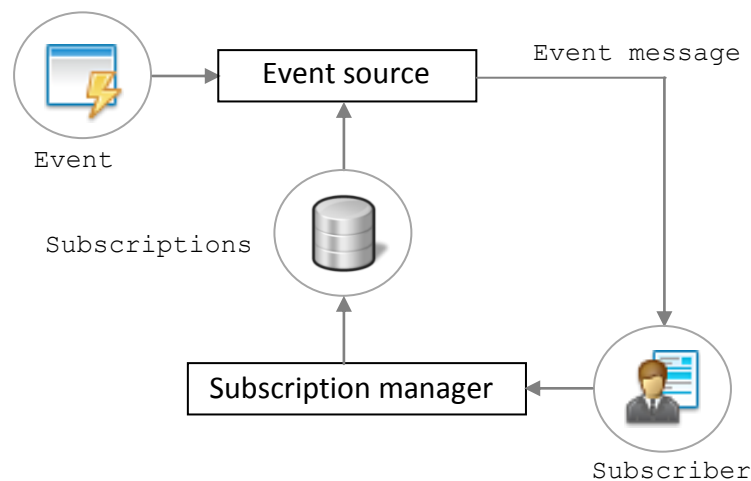 Event source
Event message
Event
Subscriptions
Subscription manager
Subscriber